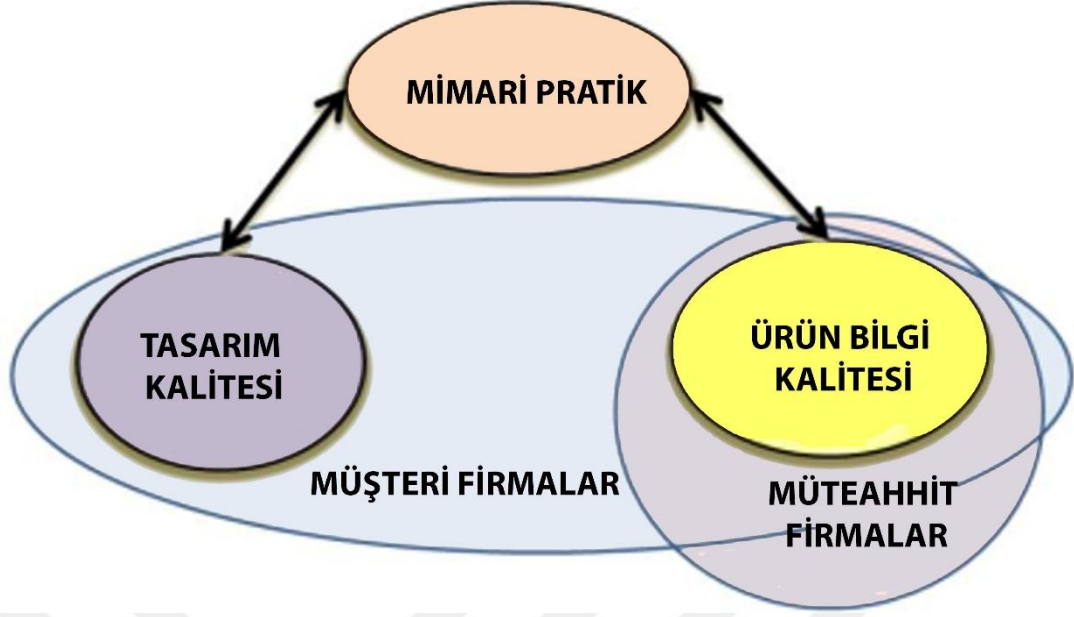 MİMARİ PRATİK
TASARIM
KALİTESİ
ÜRÜN BİLGİ
KALİTESİ
MÜŞTERİ FİRMALAR
MÜTEAHHİT
FİRMALAR